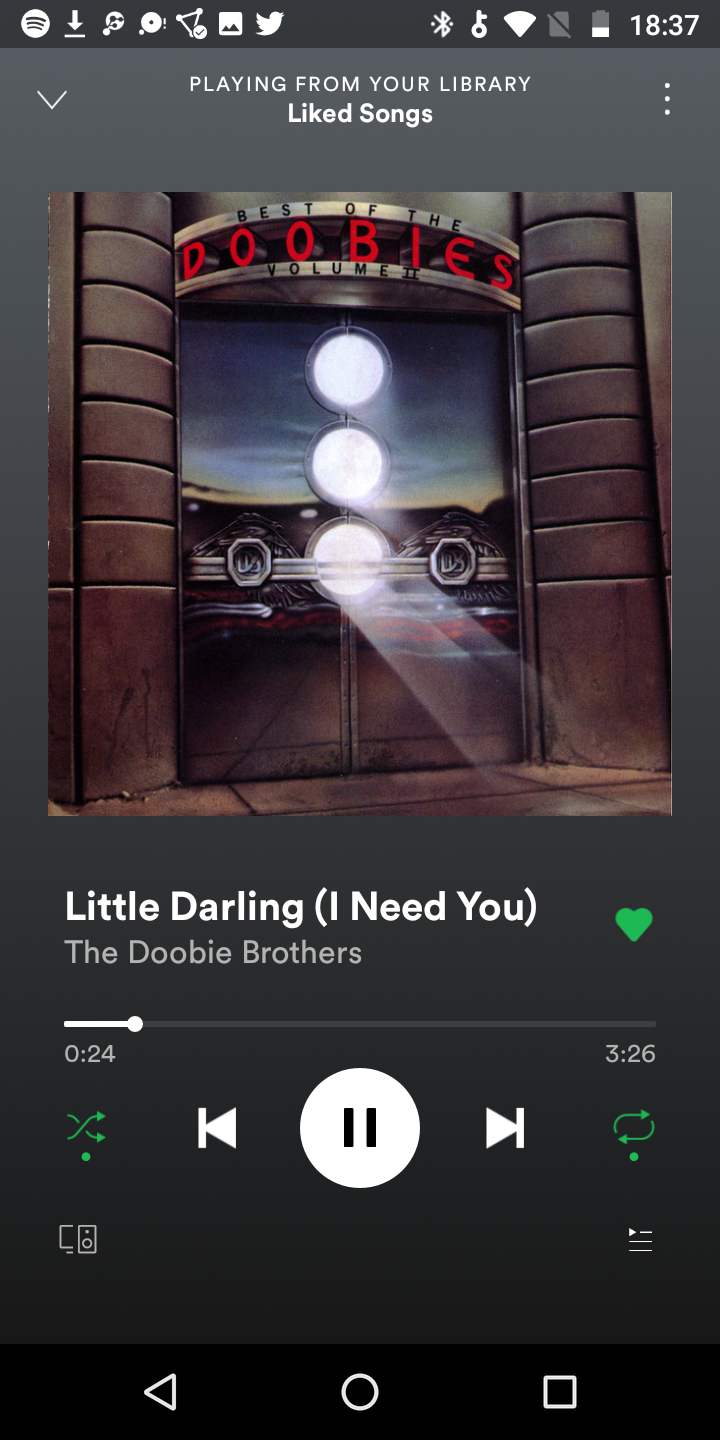 18:37
PLAYING FROM YOUR LIBRARY
Liked Songs
BEST OF THE
DOOBIES
VOLUME II
Little Darling (I Need You)
The Doobie Brothers
0:24
3:26